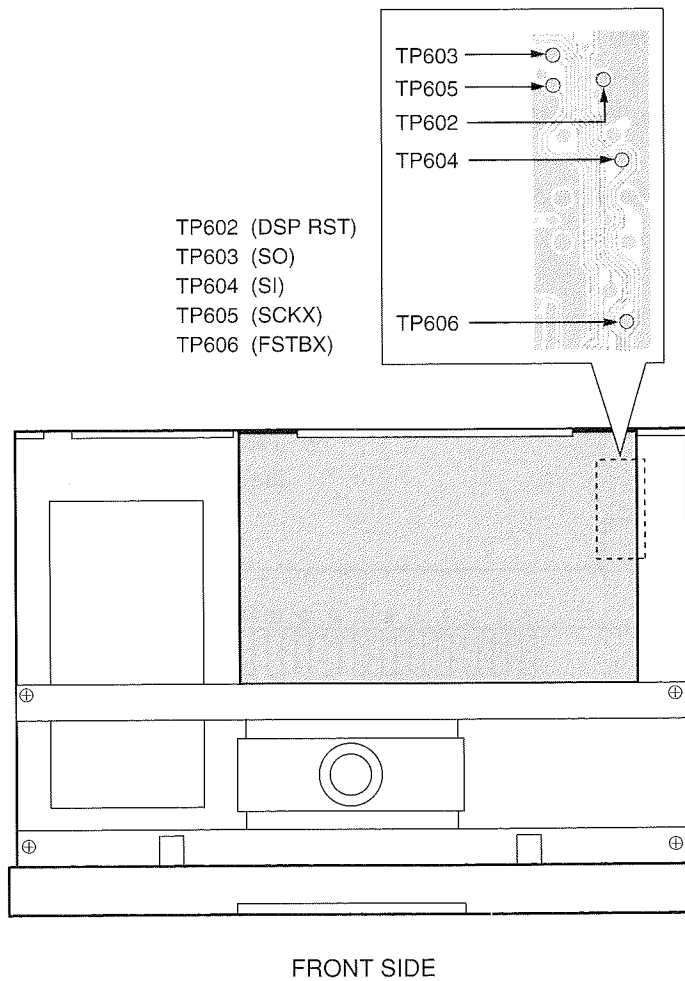 TP603
TP605
TP602
TP604
TP606
TP602 (DSP RST)
TP603 (SO)
TP604 (SI)
TP605 (SCKX)
TP606 (FSTBX)
FRONT SIDE